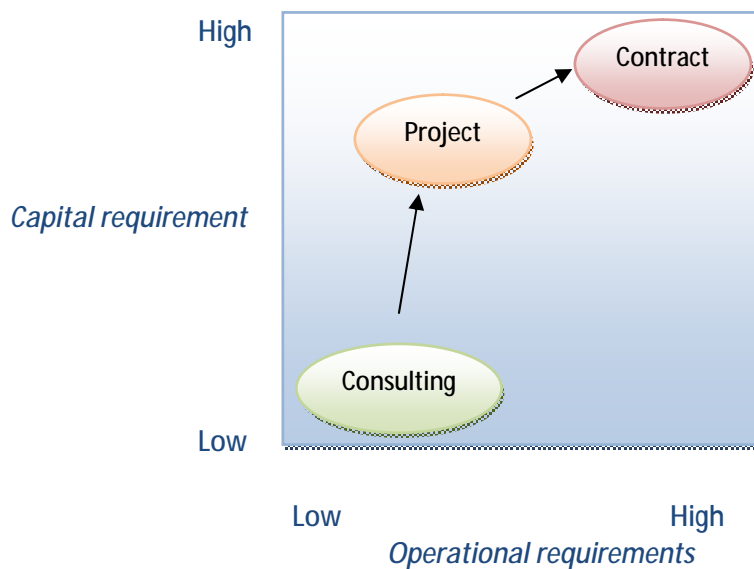 High
Contract
Project
Capital requirement
Consulting
Low
Low High
Operational requirements